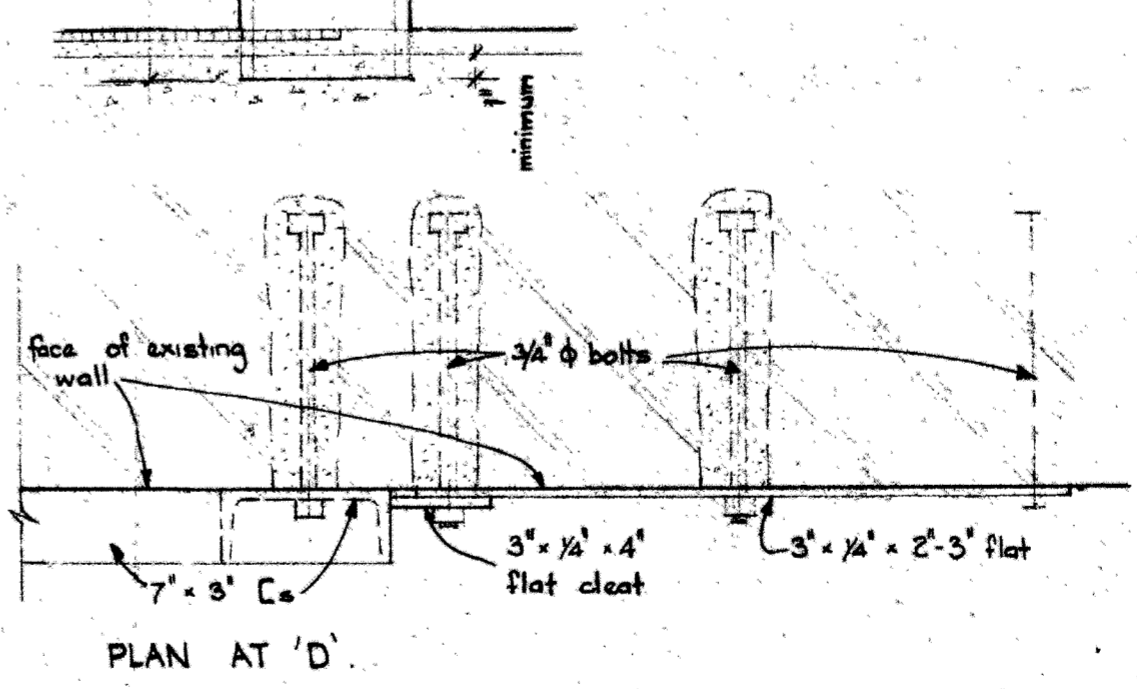 1"
minimum
face of existing
wall
3/4" ϕ bolts
3" x 1/4" x 4"
flat cleat
3" x 1/4" x 2"-3" flat
7" x 3" [s
PLAN AT 'D'.